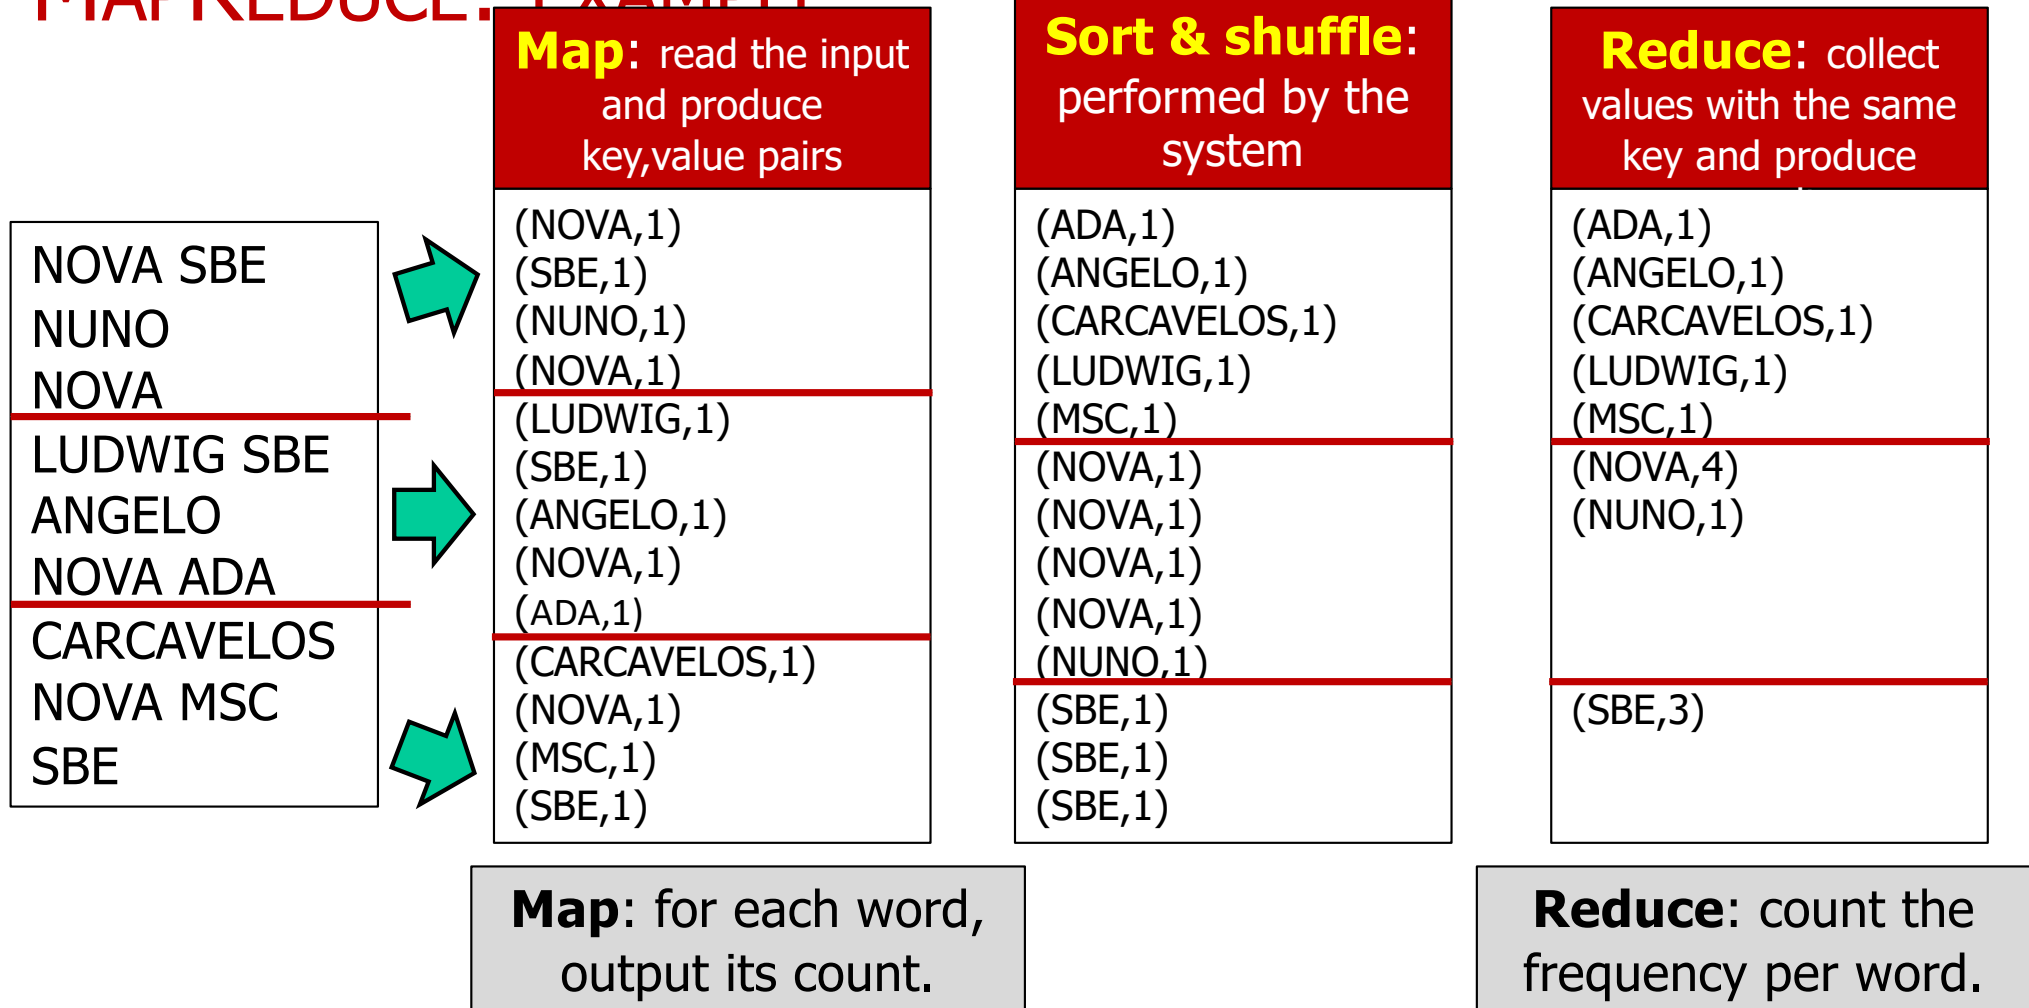 MAPREDUCE: EXAMPLE
Map: read the input
and produce
key,value pairs
Sort & shuffle:
performed by the
system
Reduce: collect
values with the same
key and produce
NOVA SBE
NUNO
NOVA
LUDWIG SBE
ANGELO
NOVA ADA
CARCAVELOS
NOVA MSC
SBE
(NOVA,1)
(SBE,1)
(NUNO,1)
(NOVA,1)
(LUDWIG,1)
(SBE,1)
(ANGELO,1)
(NOVA,1)
(ADA,1)
(CARCAVELOS,1)
(NOVA,1)
(MSC,1)
(SBE,1)
(ADA,1)
(ANGELO,1)
(CARCAVELOS,1)
(LUDWIG,1)
(MSC,1)
(NOVA,1)
(NOVA,1)
(NOVA,1)
(NOVA,1)
(NUNO,1)
(SBE,1)
(SBE,1)
(SBE,1)
(ADA,1)
(ANGELO,1)
(CARCAVELOS,1)
(LUDWIG,1)
(MSC,1)
(NOVA,4)
(NUNO,1)
(SBE,3)
Map: for each word,
output its count.
Reduce: count the
frequency per word.